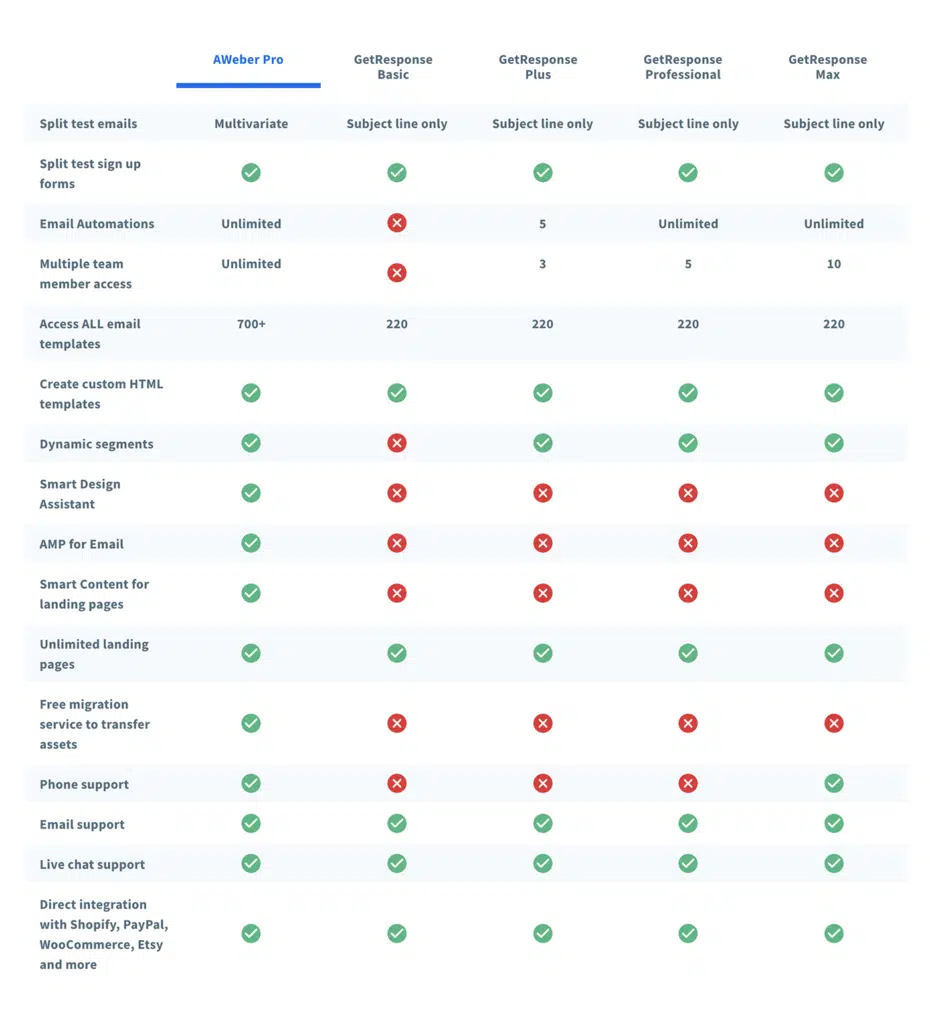 AWeber Pro
GetResponse
Basic
GetResponse
Plus
GetResponse
Professional
GetResponse
Max
Split test emails
Multivariate
Subject line only
Subject line only
Subject line only
Subject line only
Split test sign up
forms
Email Automations
Unlimited
5
Unlimited
Unlimited
Multiple team
member access
Unlimited
3
5
10
Access ALL email
templates
700+
220
220
220
220
Create custom HTML
templates
Dynamic segments
Smart Design
Assistant
AMP for Email
Smart Content for
landing pages
Unlimited landing
pages
Free migration
service to transfer
assets
Phone support
Email support
Live chat support
Direct integration
with Shopify, PayPal,
WooCommerce, Etsy
and more